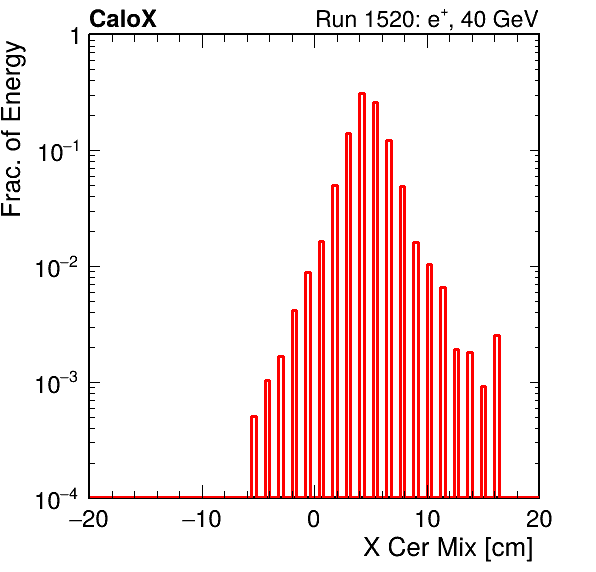 CaloX Run 1520: e⁺, 40 GeV
Frac. of Energy
1
10⁻¹
10⁻²
10⁻³
10⁻⁴
−20 −10 0 10 20
X Cer Mix [cm]